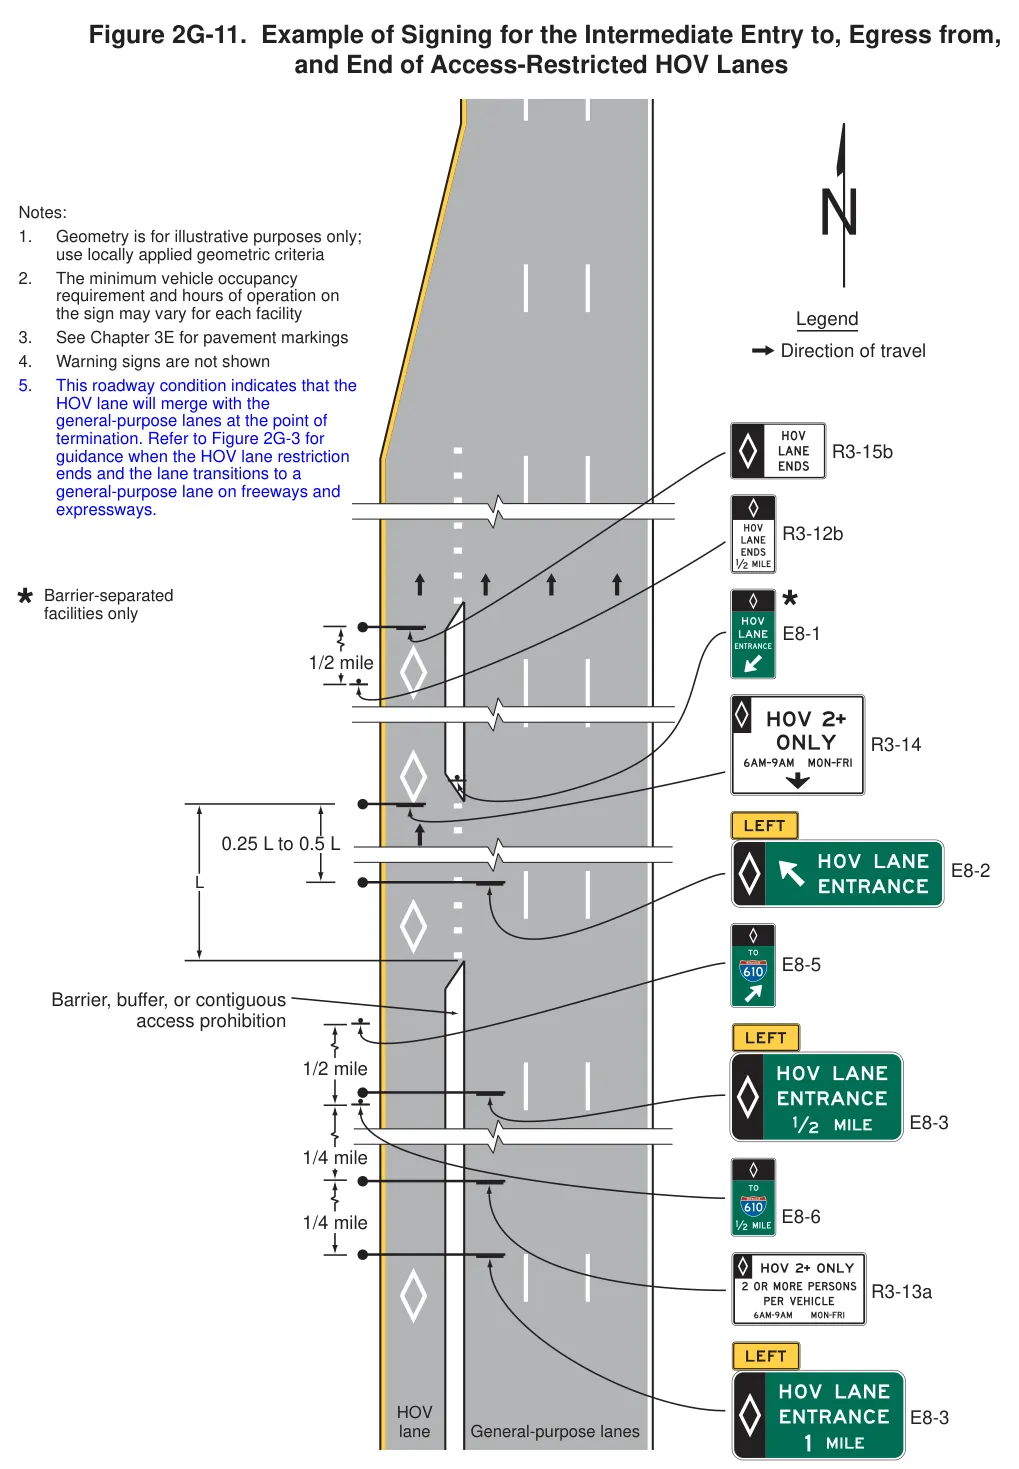 Figure 2G-11.  Example of Signing for the Intermediate Entry to, Egress from,
and End of Access-Restricted HOV Lanes
Notes:
1. Geometry is for illustrative purposes only;
use locally applied geometric criteria
2. The minimum vehicle occupancy
requirement and hours of operation on
the sign may vary for each facility
3. See Chapter 3E for pavement markings
4. Warning signs are not shown
5. This roadway condition indicates that the
HOV lane will merge with the
general-purpose lanes at the point of
termination. Refer to Figure 2G-3 for
guidance when the HOV lane restriction
ends and the lane transitions to a
general-purpose lane on freeways and
expressways.
* Barrier-separated
facilities only
N
Legend
Direction of travel
HOV
LANE
ENDS
R3-15b
HOV
LANE
ENDS
1/2 MILE
R3-12b
*
HOV
LANE
ENTRANCE
E8-1
1/2 mile
HOV 2+
ONLY
6AM-9AM MON-FRI
R3-14
0.25 L to 0.5 L
L
LEFT
HOV LANE
ENTRANCE
E8-2
TO
610
E8-5
Barrier, buffer, or contiguous
access prohibition
1/2 mile
LEFT
HOV LANE
ENTRANCE
1/2 MILE
E8-3
1/4 mile
TO
610
1/2 MILE
E8-6
1/4 mile
HOV 2+ ONLY
2 OR MORE PERSONS
PER VEHICLE
6AM-9AM MON-FRI
R3-13a
LEFT
HOV LANE
ENTRANCE
1 MILE
E8-3
HOV
lane
General-purpose lanes